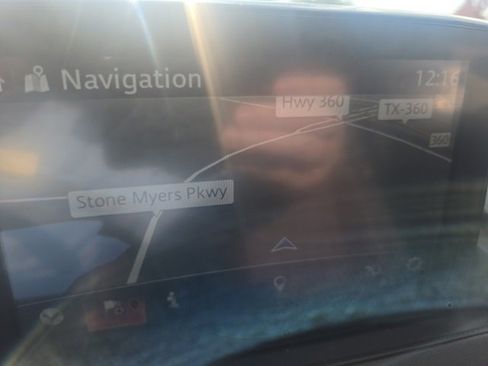 Navigation
12:16
Hwy 360
TX-360
360
Stone Myers Pkwy